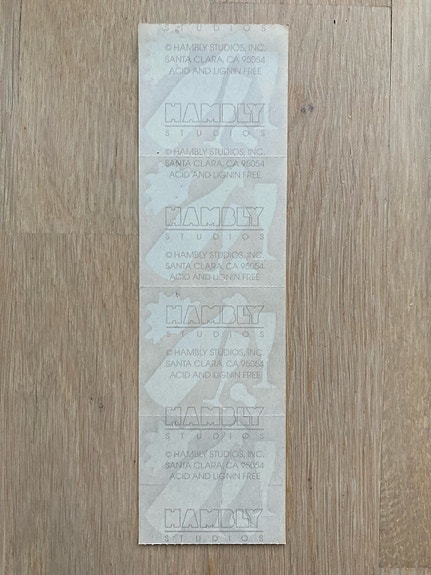 STUDIOS
© HAMBLY STUDIOS, INC.
SANTA CLARA, CA 95054
ACID AND LIGNIN FREE
HAMBLY
STUDIOS
© HAMBLY STUDIOS, INC.
SANTA CLARA, CA 95054
ACID AND LIGNIN FREE
HAMBLY
STUDIOS
© HAMBLY STUDIOS, INC.
SANTA CLARA, CA 95054
ACID AND LIGNIN FREE
HAMBLY
STUDIOS
© HAMBLY STUDIOS, INC.
SANTA CLARA, CA 95054
ACID AND LIGNIN FREE
HAMBLY
STUDIOS
© HAMBLY STUDIOS, INC.
SANTA CLARA, CA 95054
ACID AND LIGNIN FREE
HAMBLY
STUDIOS